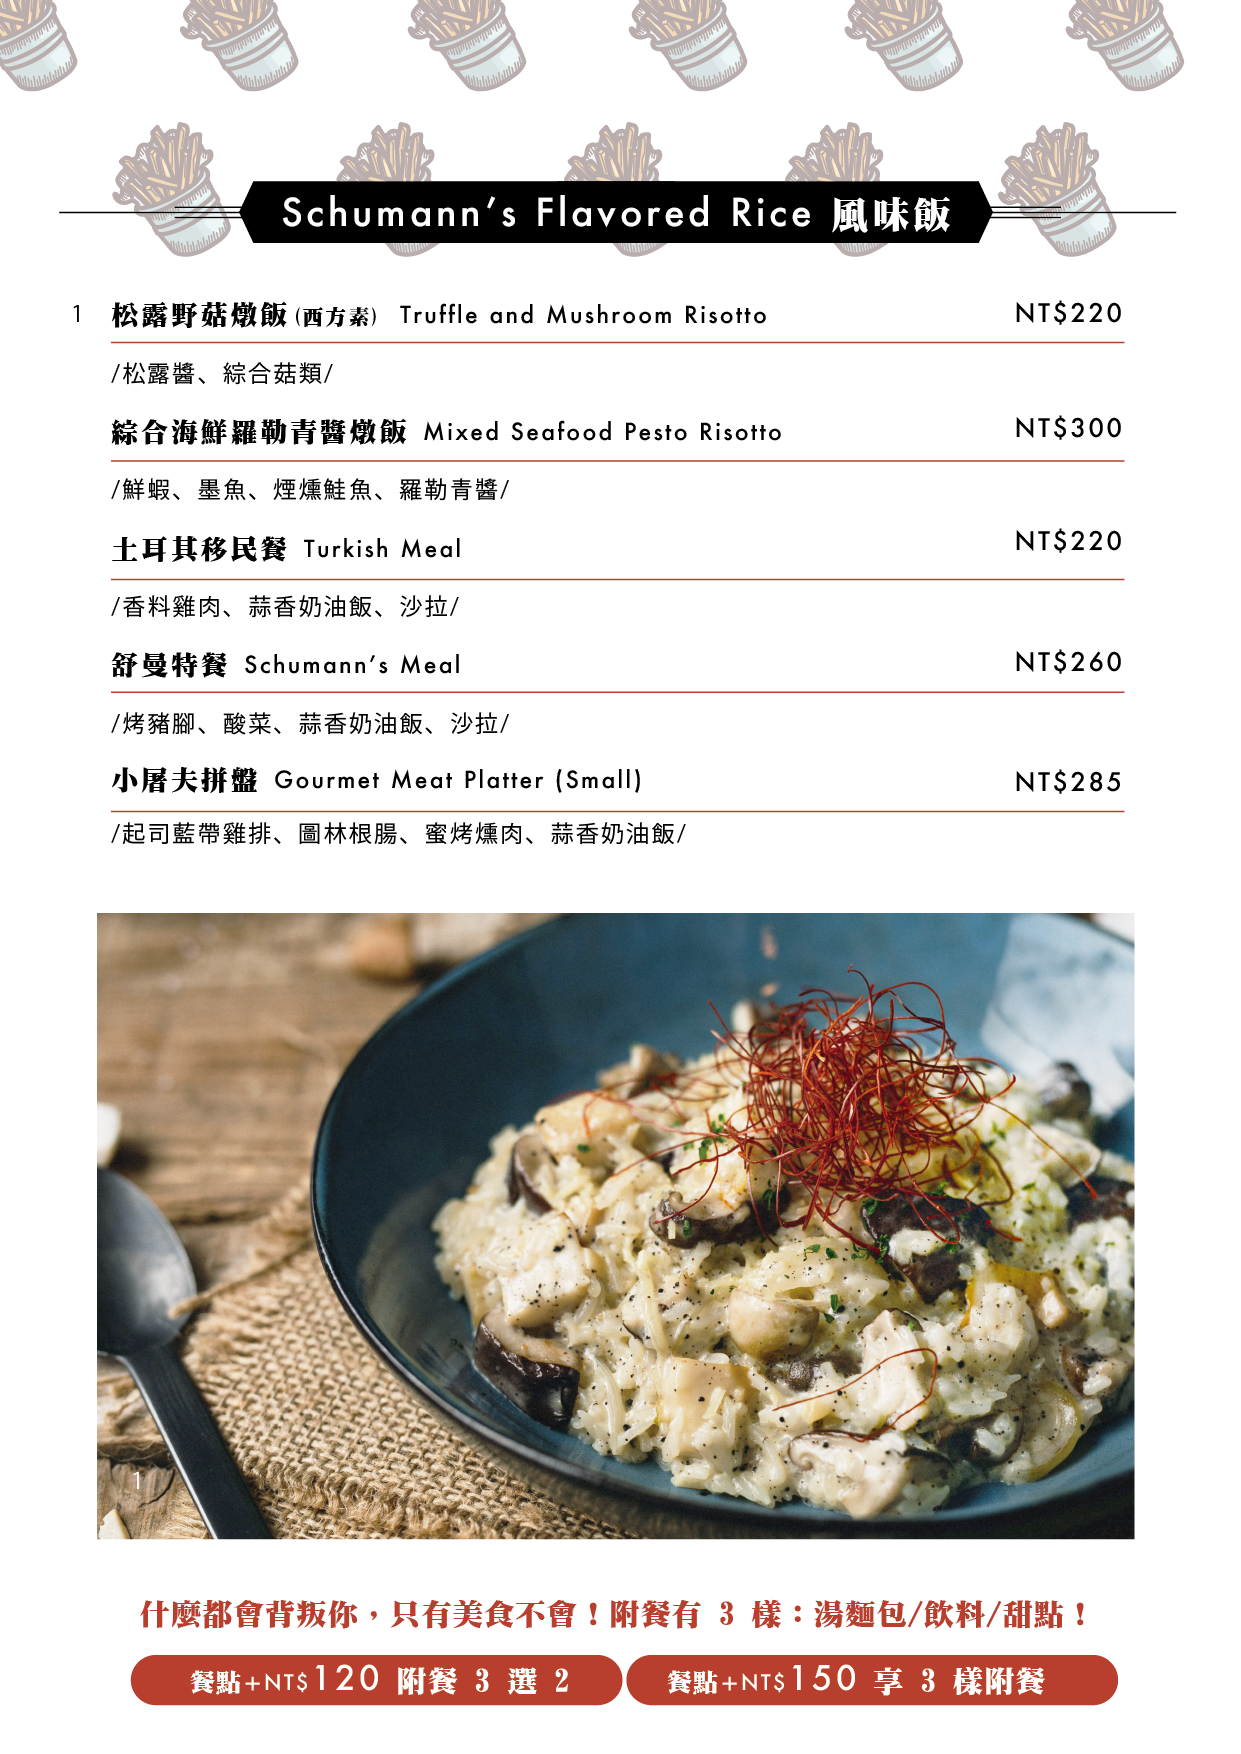 Schumann’s Flavored Rice 風味飯
1 松露野菇燉飯(西方素) Truffle and Mushroom Risotto NT$220
/松露醬、綜合菇類/
綜合海鮮羅勒青醬燉飯 Mixed Seafood Pesto Risotto NT$300
/鮮蝦、墨魚、煙燻鮭魚、羅勒青醬/
土耳其移民餐 Turkish Meal NT$220
/香料雞肉、蒜香奶油飯、沙拉/
舒曼特餐 Schumann’s Meal NT$260
/烤豬腳、酸菜、蒜香奶油飯、沙拉/
小屠夫拼盤 Gourmet Meat Platter (Small) NT$285
/起司藍帶雞排、圖林根腸、蜜烤燻肉、蒜香奶油飯/
1
什麼都會背叛你，只有美食不會！附餐有 3 樣：湯麵包/飲料/甜點！
餐點+NT$120 附餐 3 選 2
餐點+NT$150 享 3 樣附餐